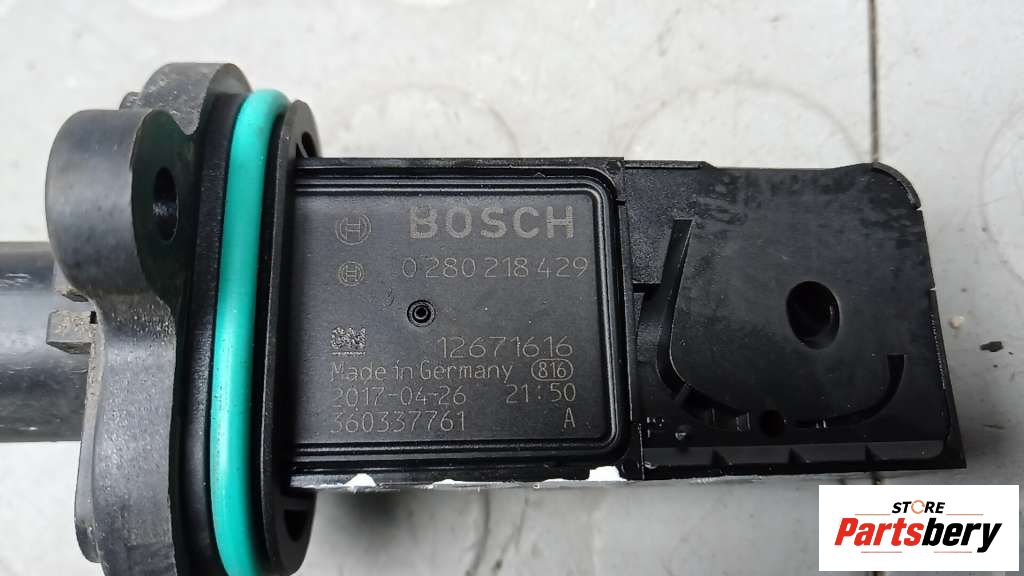 BOSCH
0 280 218 429
12671616
Made in Germany 816
2017-04-26 21:50
360337761 A
STORE
Partsbery